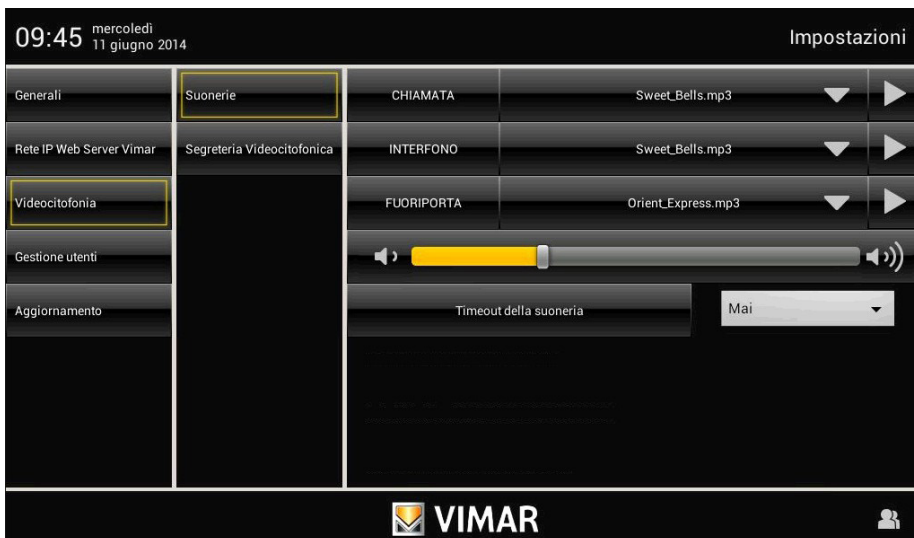 09:45 mercoledì
11 giugno 2014
Impostazioni
Generali
Rete IP Web Server Vimar
Videocitofonia
Gestione utenti
Aggiornamento
Suonerie
Segreteria Videocitofonica
CHIAMATA Sweet_Bells.mp3
INTERFONO Sweet_Bells.mp3
FUORIPORTA Orient_Express.mp3
Timeout della suoneria Mai
VIMAR